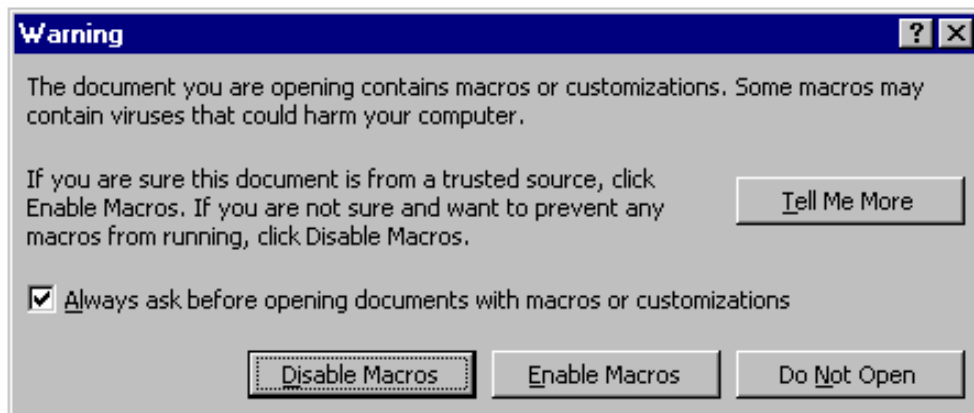 Warning
The document you are opening contains macros or customizations. Some macros may
contain viruses that could harm your computer.
If you are sure this document is from a trusted source, click
Enable Macros. If you are not sure and want to prevent any
macros from running, click Disable Macros.
Tell Me More
Always ask before opening documents with macros or customizations
Disable Macros Enable Macros Do Not Open